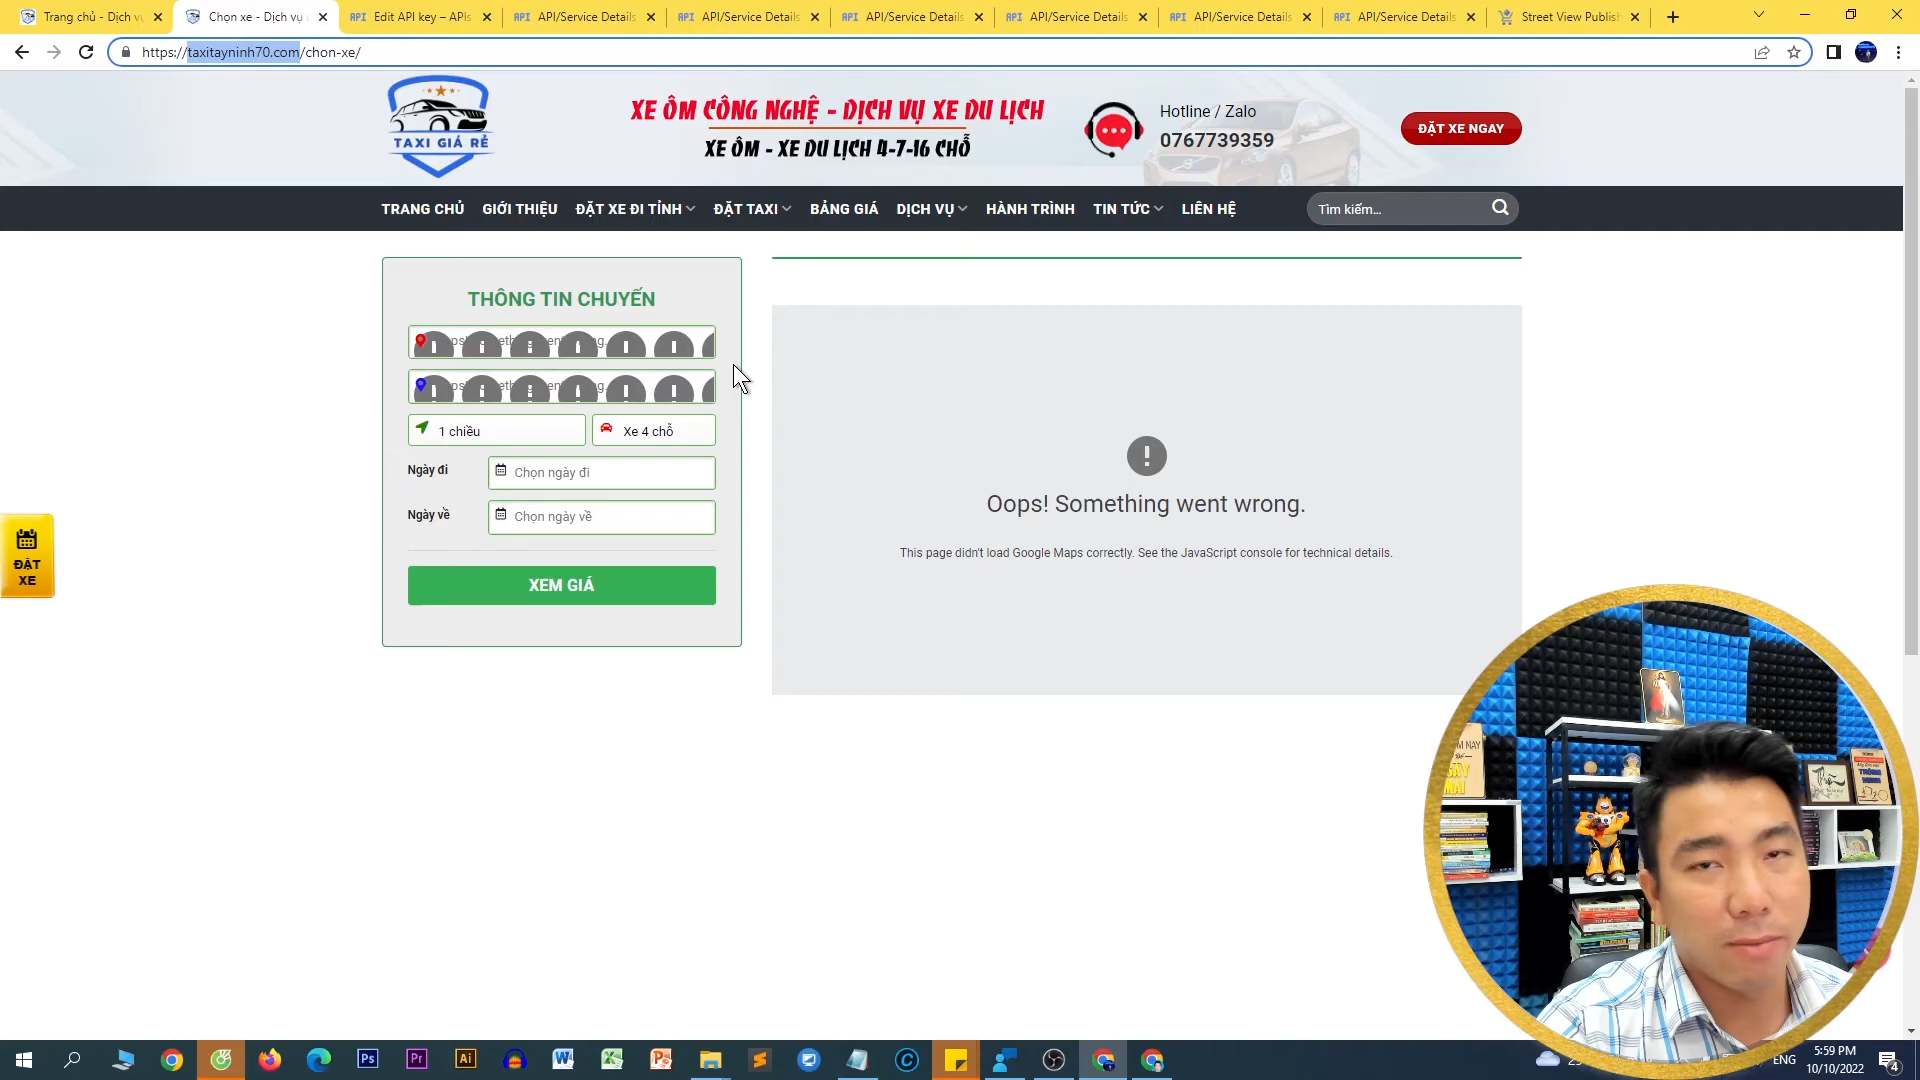 Trang chủ - Dịch vụ
Chọn xe - Dịch vụ
Edit API key – APIs
API/Service Details
API/Service Details
API/Service Details
API/Service Details
API/Service Details
API/Service Details
Street View Publish
https://taxitayninh70.com/chon-xe/
TAXI GIÁ RẺ
XE ÔM CÔNG NGHỆ - DỊCH VỤ XE DU LỊCH
XE ÔM - XE DU LỊCH 4-7-16 CHỖ
Hotline / Zalo
0767739359
ĐẶT XE NGAY
TRANG CHỦ GIỚI THIỆU ĐẶT XE ĐI TỈNH ĐẶT TAXI BẢNG GIÁ DỊCH VỤ HÀNH TRÌNH TIN TỨC LIÊN HỆ
Tìm kiếm...
THÔNG TIN CHUYẾN
1 chiều
Xe 4 chỗ
Ngày đi
Chọn ngày đi
Ngày về
Chọn ngày về
XEM GIÁ
ĐẶT
XE
Oops! Something went wrong.
This page didn't load Google Maps correctly. See the JavaScript console for technical details.
NAY
MAI
ENG
5:59 PM
10/10/2022
4